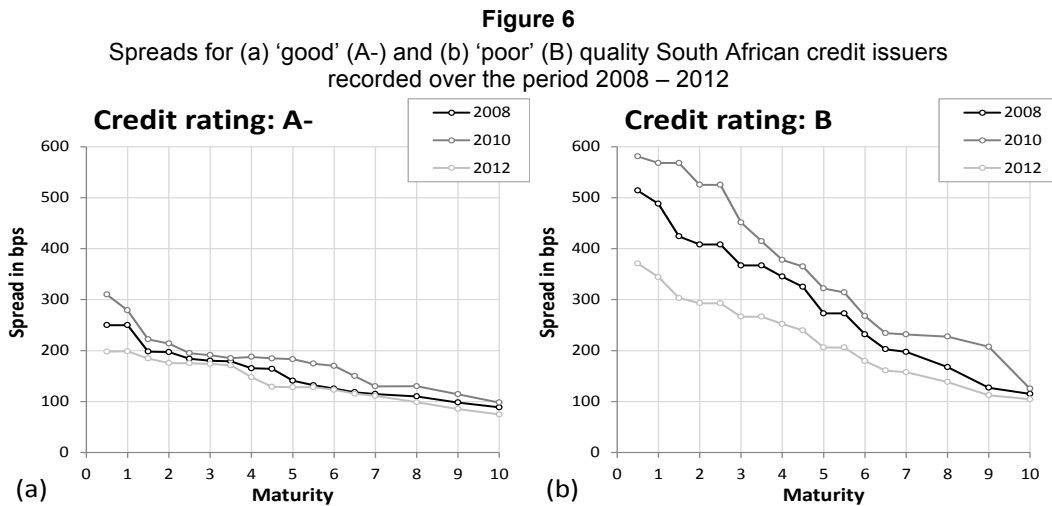 Figure 6
Spreads for (a) ‘good’ (A-) and (b) ‘poor’ (B) quality South African credit issuers
recorded over the period 2008 – 2012
Credit rating: A-
2008
2010
2012
600
500
400
300
200
100
0
Spread in bps
0 1 2 3 4 5 6 7 8 9 10
Maturity
(a)
Credit rating: B
2008
2010
2012
600
500
400
300
200
100
0
Spread in bps
0 1 2 3 4 5 6 7 8 9 10
Maturity
(b)